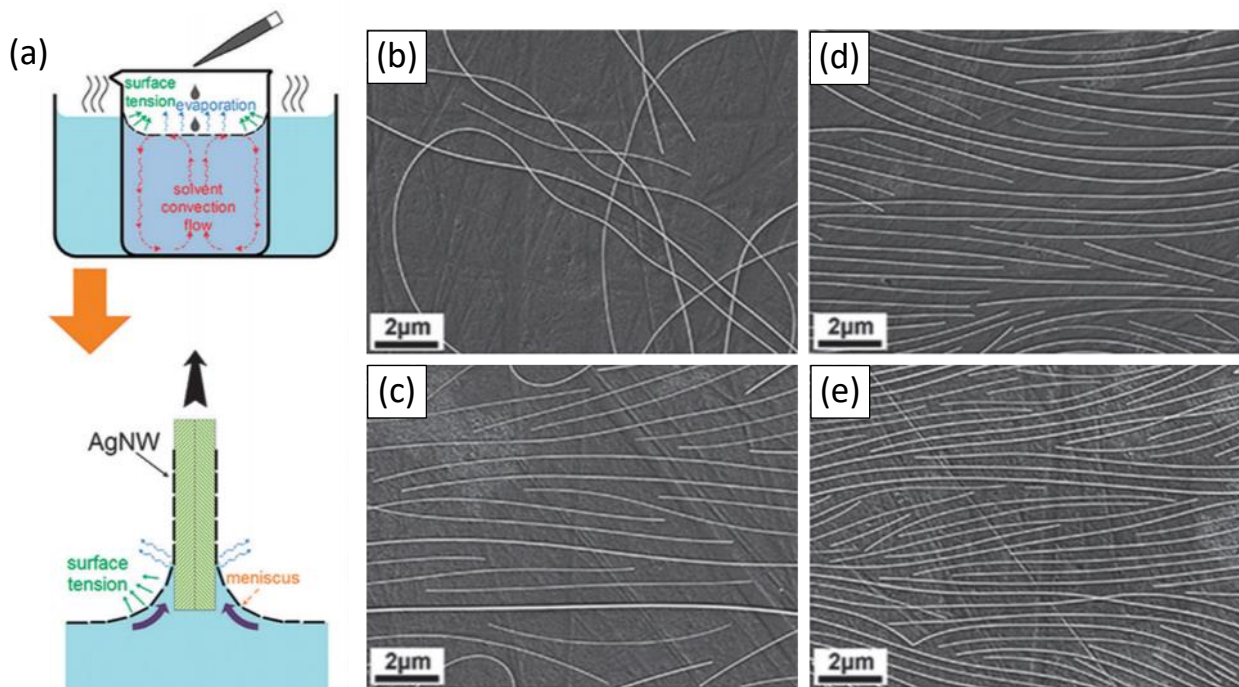 (a)
surface
tension
evaporation
solvent
convection
flow
AgNW
surface
tension
meniscus
(b)
2μm
(c)
2μm
(d)
2μm
(e)
2μm